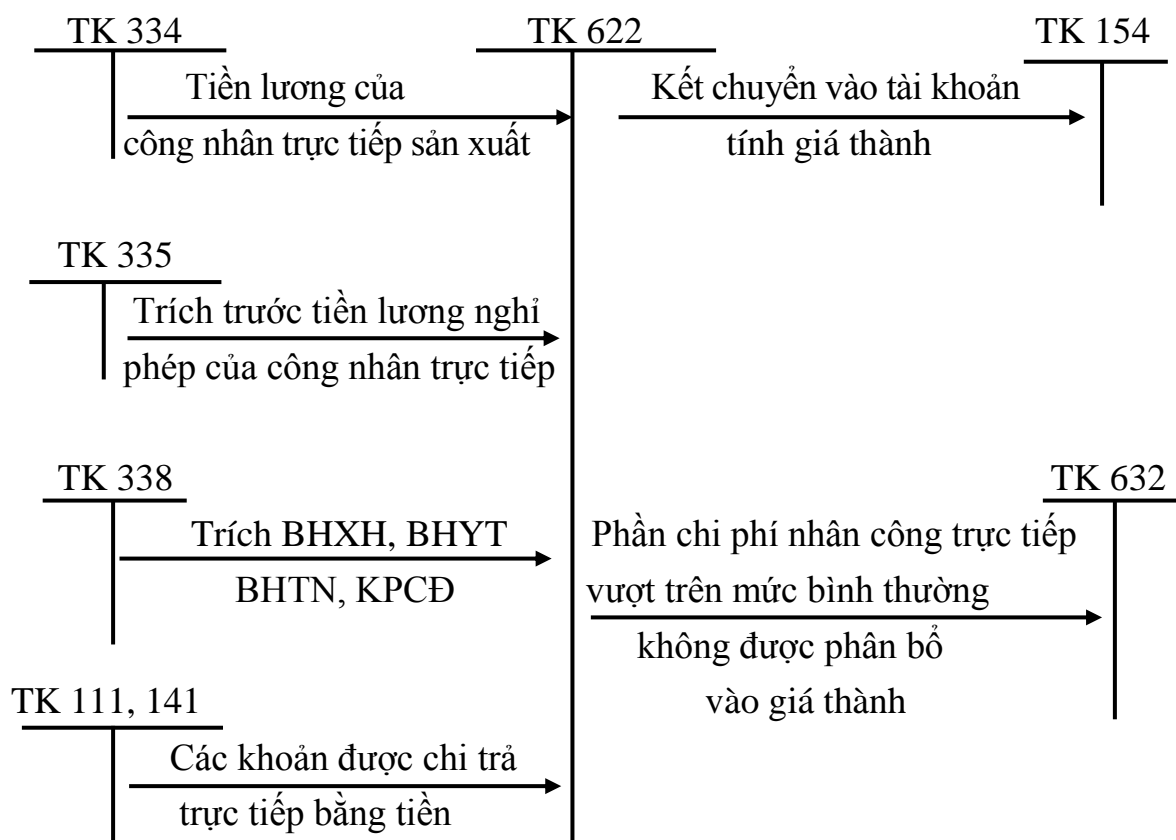 TK 334
TK 622
TK 154
Tiền lương của
công nhân trực tiếp sản xuất
Kết chuyển vào tài khoản
tính giá thành
TK 335
Trích trước tiền lương nghỉ
phép của công nhân trực tiếp
TK 338
TK 632
Trích BHXH, BHYT
BHTN, KPCĐ
Phần chi phí nhân công trực tiếp
vượt trên mức bình thường
không được phân bổ
vào giá thành
TK 111, 141
Các khoản được chi trả
trực tiếp bằng tiền